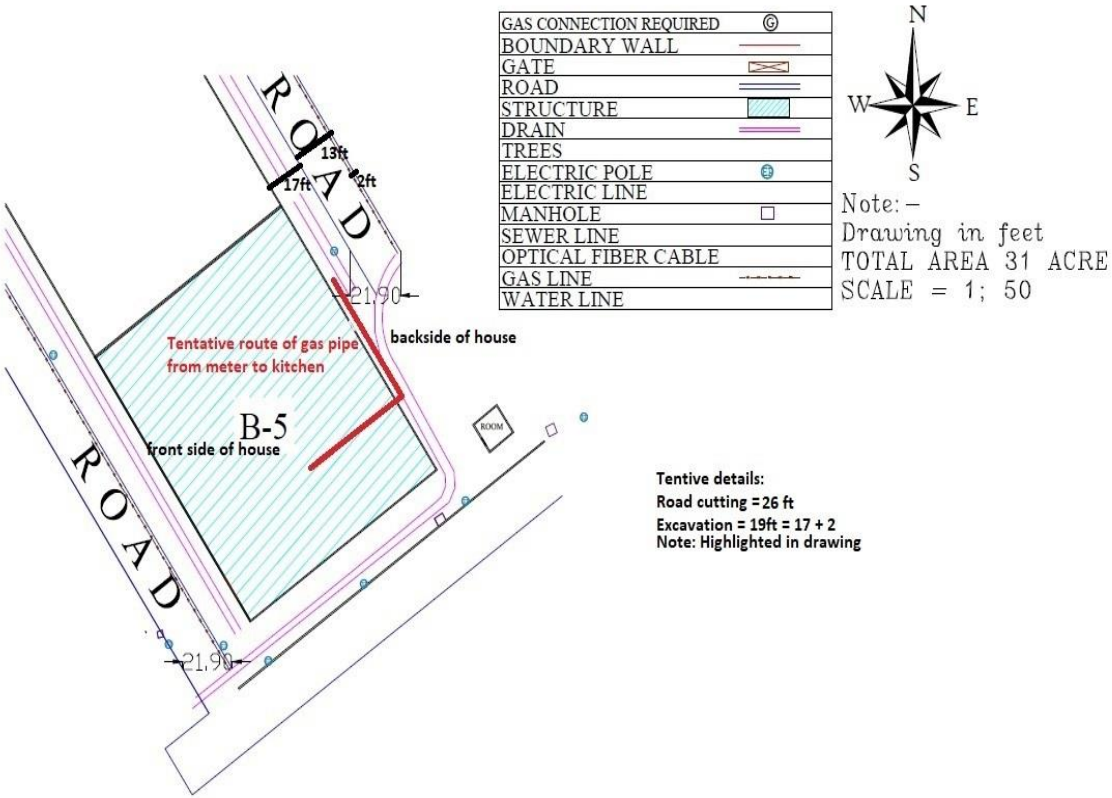 GAS CONNECTION REQUIRED G
BOUNDARY WALL
GATE
ROAD
STRUCTURE
DRAIN
TREES
ELECTRIC POLE
ELECTRIC LINE
MANHOLE
SEWER LINE
OPTICAL FIBER CABLE
GAS LINE
WATER LINE
N
W E
S
Note:-
Drawing in feet
TOTAL AREA 31 ACRE
SCALE = 1; 50
ROAD
13ft
17ft
2ft
21.90
backside of house
Tentative route of gas pipe
from meter to kitchen
B-5
front side of house
ROOM
ROAD
21.90
Tentive details:
Road cutting = 26 ft
Excavation = 19ft = 17 + 2
Note: Highlighted in drawing